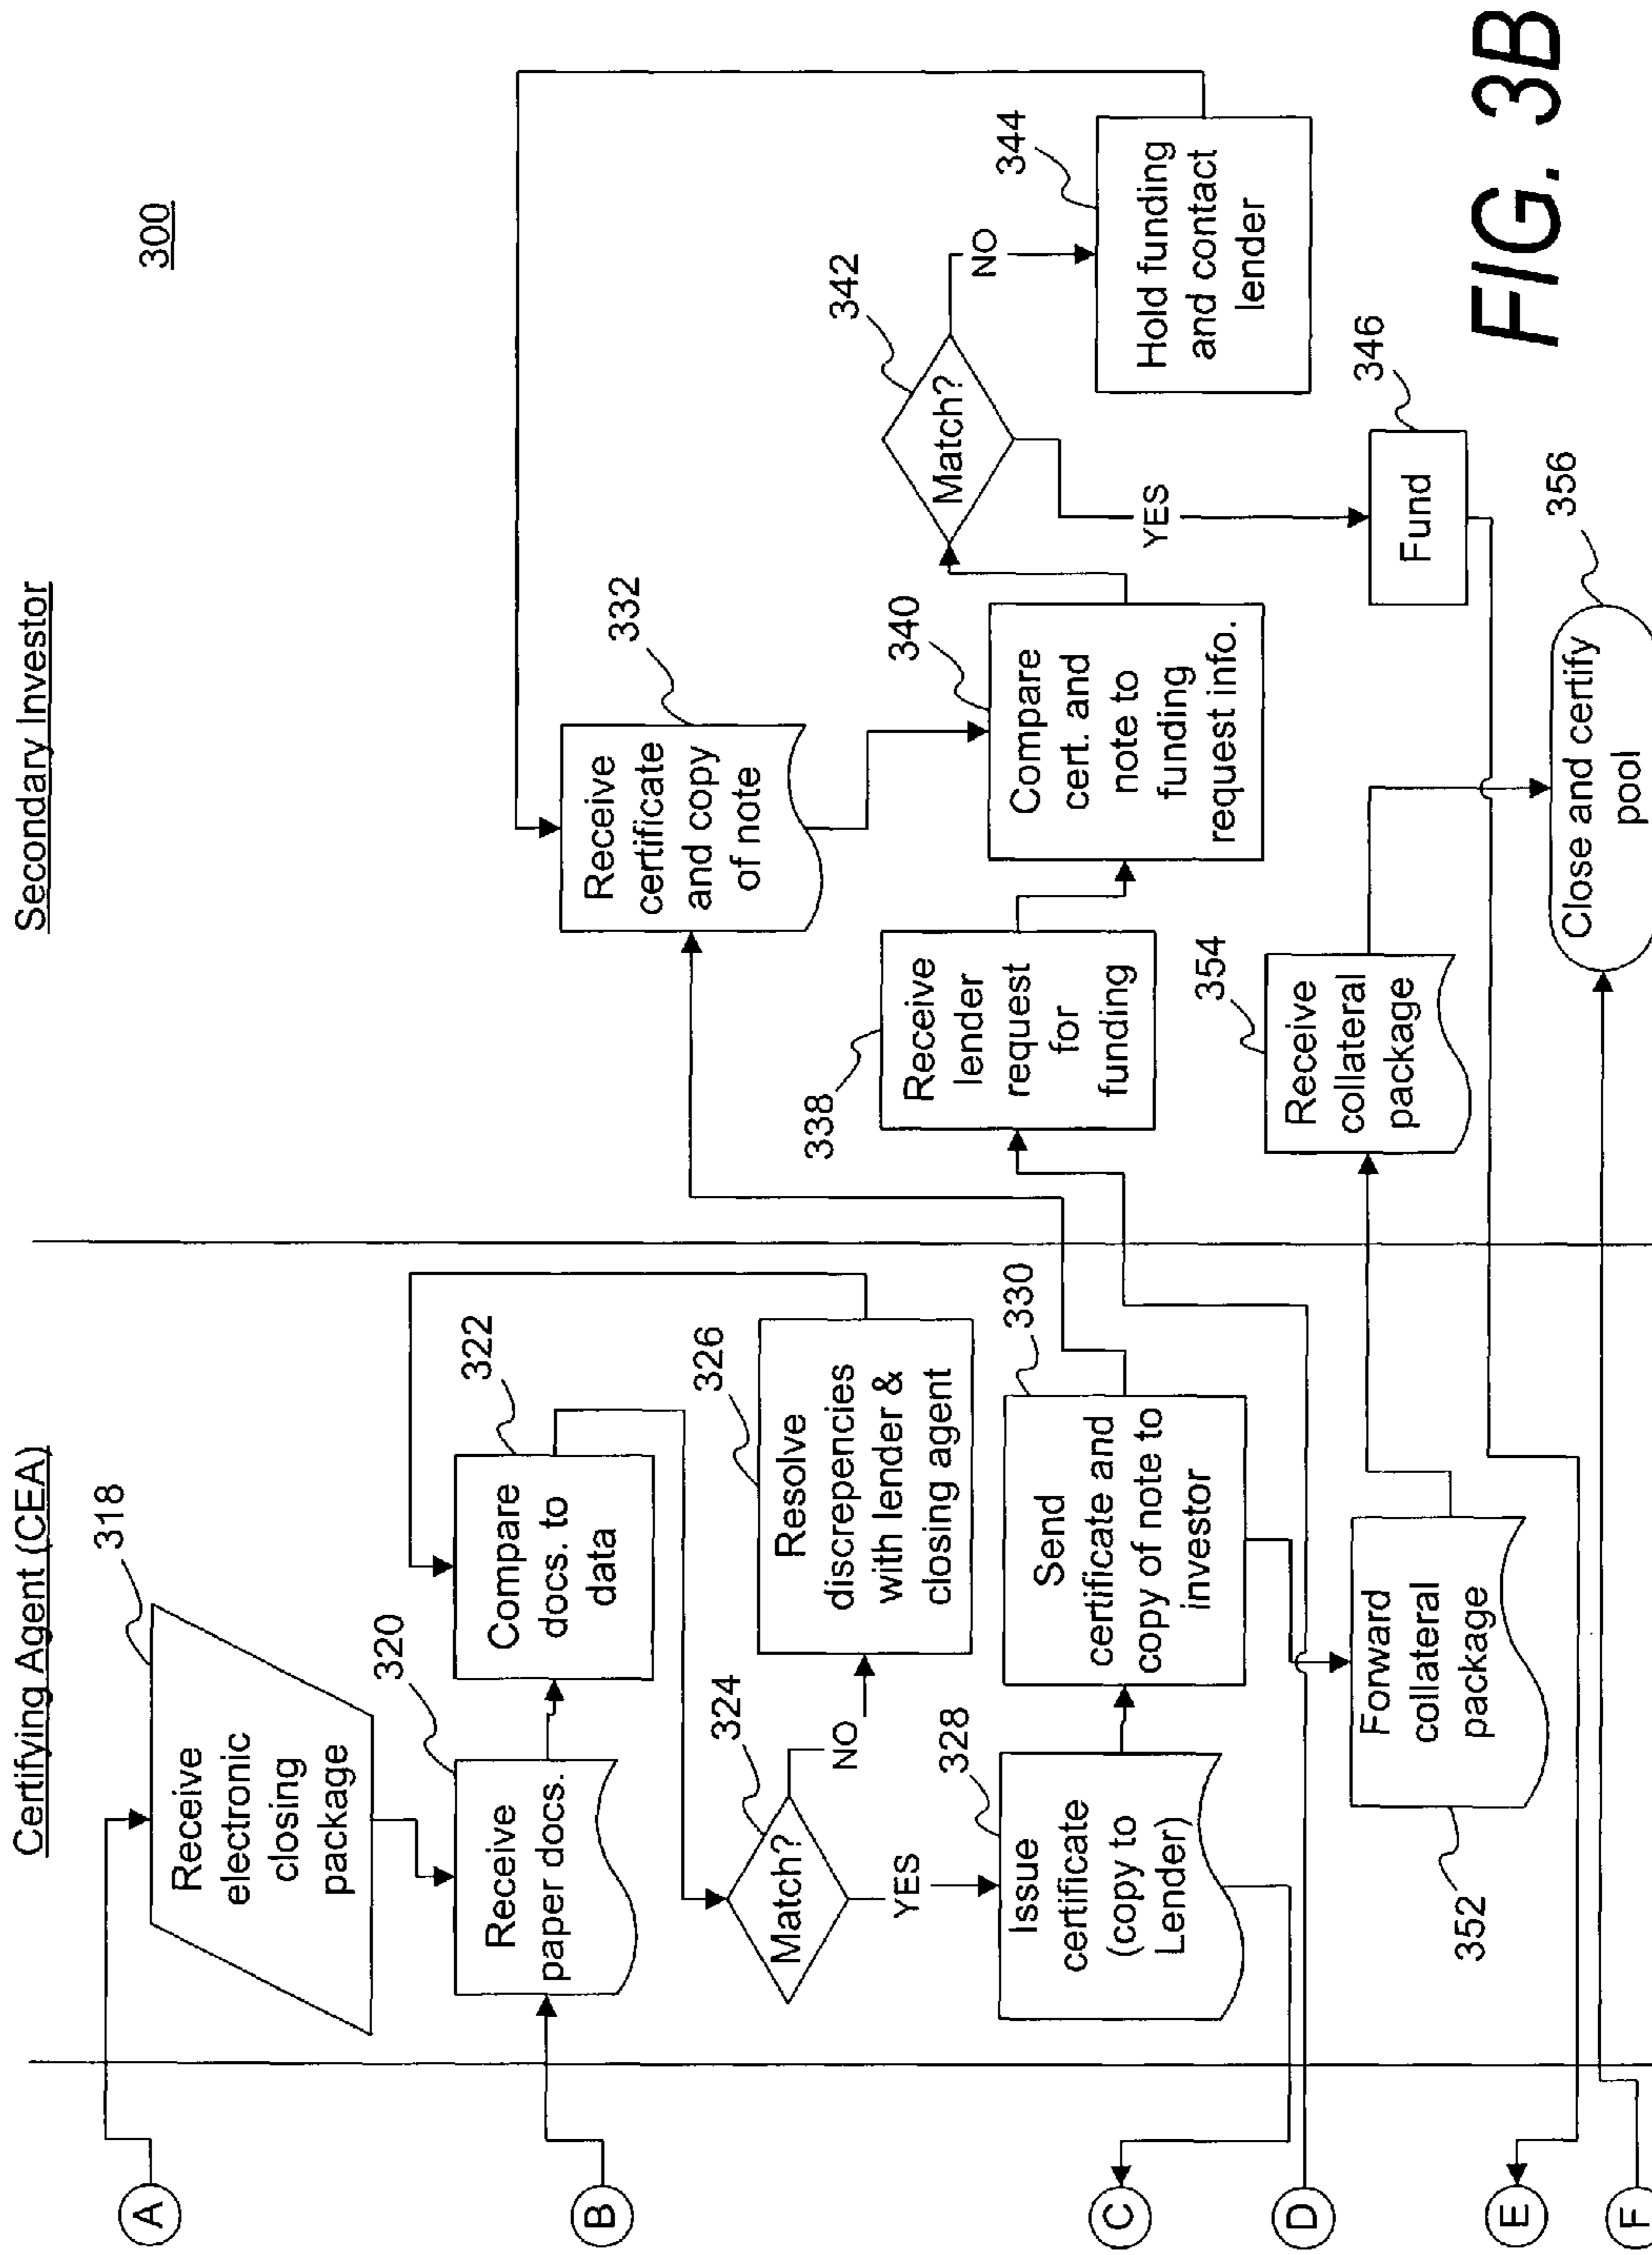 300
Certifying Agent (CEA)
Secondary Investor
A
318
Receive
electronic
closing
package
B
320
Receive
paper docs.
322
Compare
docs. to
data
324
Match?
NO
YES
326
Resolve
discrepencies
with lender &
closing agent
328
Issue
certificate
(copy to
Lender)
330
Send
certificate and
copy of note to
investor
C
D
352
Forward
collateral
package
E
F
332
Receive
certificate
and copy
of note
338
Receive
lender
request
for
funding
340
Compare
cert. and
note to
funding
request info.
342
Match?
NO
YES
344
Hold funding
and contact
lender
346
Fund
354
Receive
collateral
package
356
Close and certify
pool
FIG. 3B